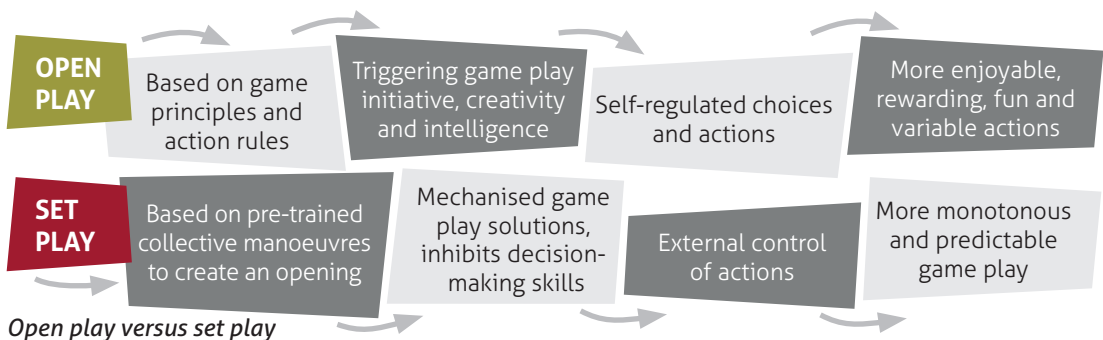 OPEN
PLAY
Based on game
principles and
action rules
Triggering game play
initiative, creativity
and intelligence
Self-regulated choices
and actions
More enjoyable,
rewarding, fun and
variable actions
SET
PLAY
Based on pre-trained
collective manoeuvres
to create an opening
Mechanised game
play solutions,
inhibits decision-
making skills
External control
of actions
More monotonous
and predictable
game play
Open play versus set play